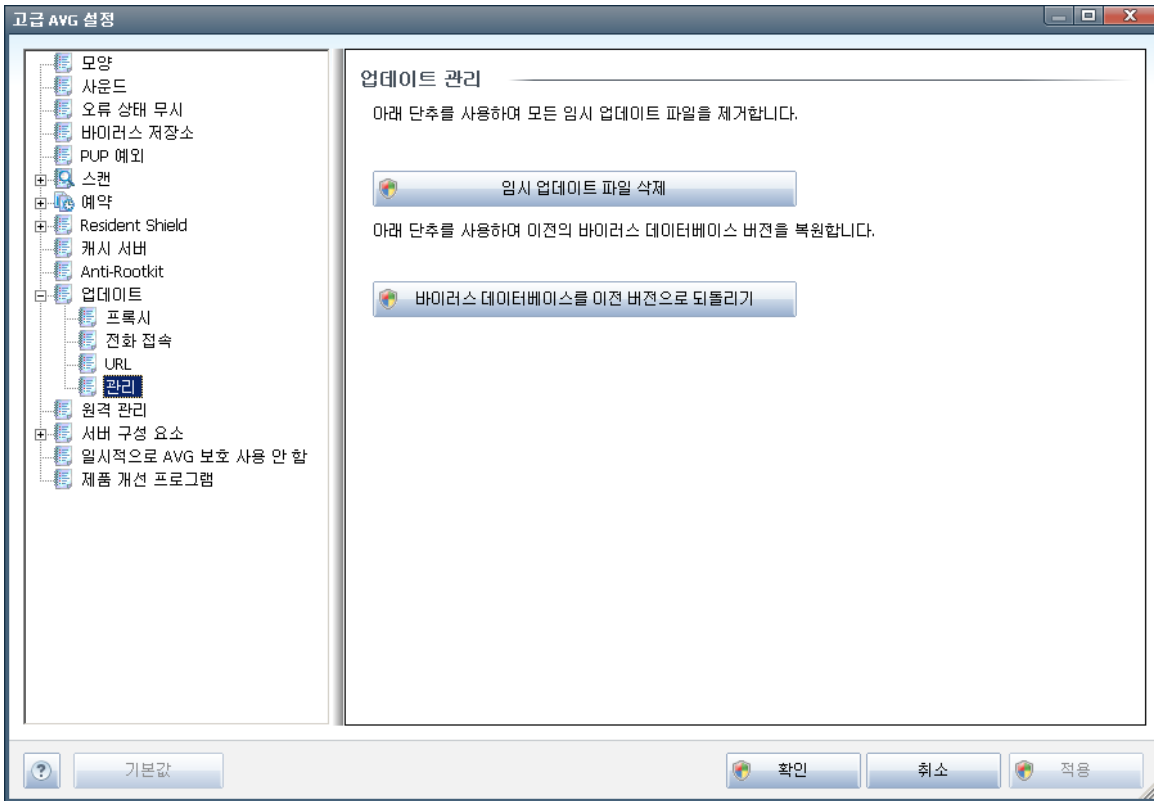 고급 AVG 설정
모양
사운드
오류 상태 무시
바이러스 저장소
PUP 예외
스캔
예약
Resident Shield
캐시 서버
Anti-Rootkit
업데이트
프록시
전화 접속
URL
관리
원격 관리
서버 구성 요소
일시적으로 AVG 보호 사용 안 함
제품 개선 프로그램
업데이트 관리
아래 단추를 사용하여 모든 임시 업데이트 파일을 제거합니다.
임시 업데이트 파일 삭제
아래 단추를 사용하여 이전의 바이러스 데이터베이스 버전을 복원합니다.
바이러스 데이터베이스를 이전 버전으로 되돌리기
기본값
확인
취소
적용